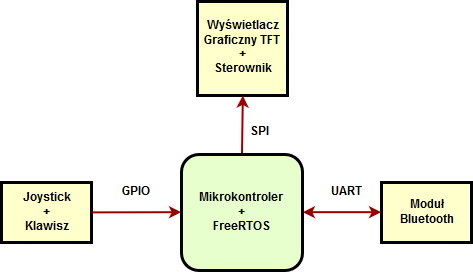 Wyświetlacz
Graficzny TFT
+
Sterownik
SPI
Joystick
+
Klawisz
GPIO
Mikrokontroler
+
FreeRTOS
UART
Moduł
Bluetooth